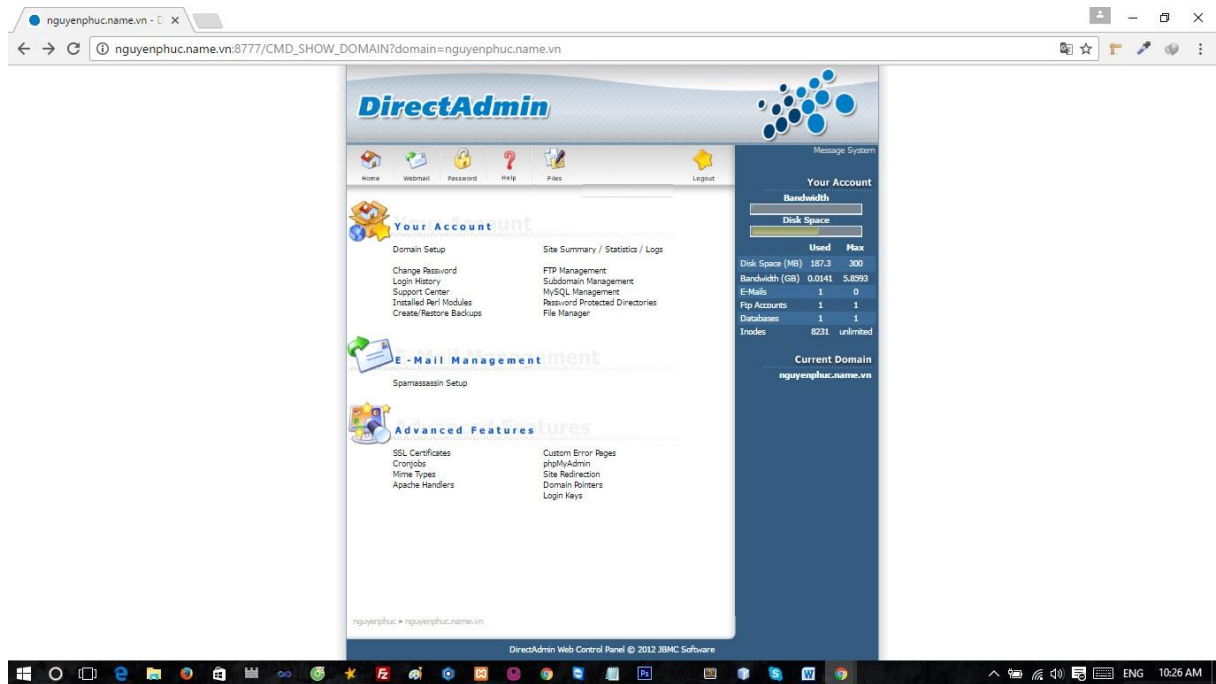 nguyenphuc.name.vn - D
nguyenphuc.name.vn:8777/CMD_SHOW_DOMAIN?domain=nguyenphuc.name.vn
DirectAdmin
Home Webmail Password Help Files Logout
Your Account
Domain Setup Site Summary / Statistics / Logs
Change Password FTP Management
Login History Subdomain Management
Support Center MySQL Management
Installed Perl Modules Password Protected Directories
Create/Restore Backups File Manager
E-Mail Management
Spamassassin Setup
Advanced Features
SSL Certificates Custom Error Pages
Cronjobs phpMyAdmin
Mime Types Site Redirection
Apache Handlers Domain Pointers
Login Keys
nguyenphuc » nguyenphuc.name.vn
Message System
Your Account
Bandwidth
Disk Space
Used Max
Disk Space (MB) 187.3 300
Bandwidth (GB) 0.0141 5.8593
E-Mails 1 0
Ftp Accounts 1 1
Databases 1 1
Inodes 8231 unlimited
Current Domain
nguyenphuc.name.vn
DirectAdmin Web Control Panel © 2012 JBMC Software
ENG 10:26 AM